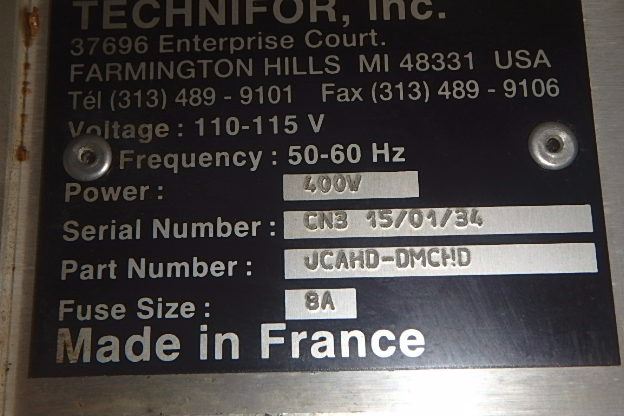 TECHNIFOR, Inc.
37696 Enterprise Court.
FARMINGTON HILLS MI 48331 USA
Tél (313) 489 - 9101 Fax (313) 489 - 9106
Voltage : 110-115 V
Frequency : 50-60 Hz
Power : 400W
Serial Number : CN3 15/01/34
Part Number : UCAHD-DMCHD
Fuse Size : 8A
Made in France